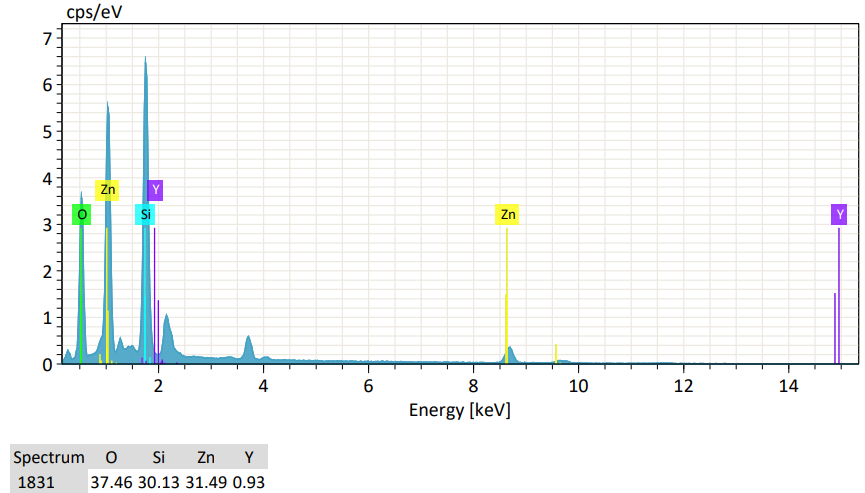 cps/eV
7
6
5
4
3
2
1
0
Zn
Y
O
Si
Zn
Y
2 4 6 8 10 12 14
Energy [keV]
Spectrum O Si Zn Y
1831 37.46 30.13 31.49 0.93